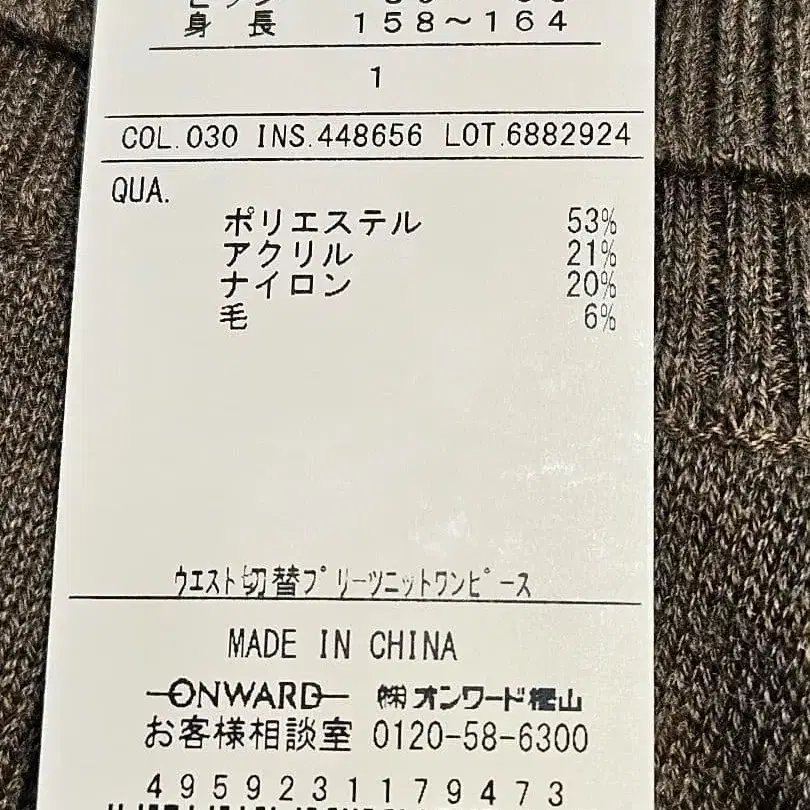 身長 158～164
1
COL.030 INS.448656 LOT.6882924
QUA.
ポリエステル 53%
アクリル 21%
ナイロン 20%
毛 6%
ウエスト切替プリーツニットワンピース
MADE IN CHINA
ONWARD ㈱オンワード樫山
お客様相談室 0120-58-6300
4959231179473